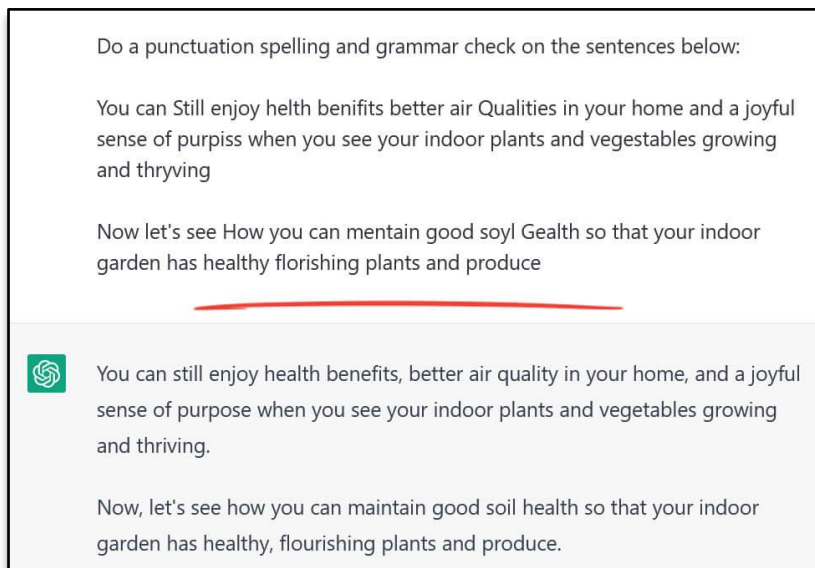 Do a punctuation spelling and grammar check on the sentences below:
You can Still enjoy helth benifits better air Qualities in your home and a joyful
sense of purpiss when you see your indoor plants and vegestables growing
and thryving
Now let's see How you can mentain good soyl Gealth so that your indoor
garden has healthy florishing plants and produce
You can still enjoy health benefits, better air quality in your home, and a joyful
sense of purpose when you see your indoor plants and vegetables growing
and thriving.
Now, let's see how you can maintain good soil health so that your indoor
garden has healthy, flourishing plants and produce.